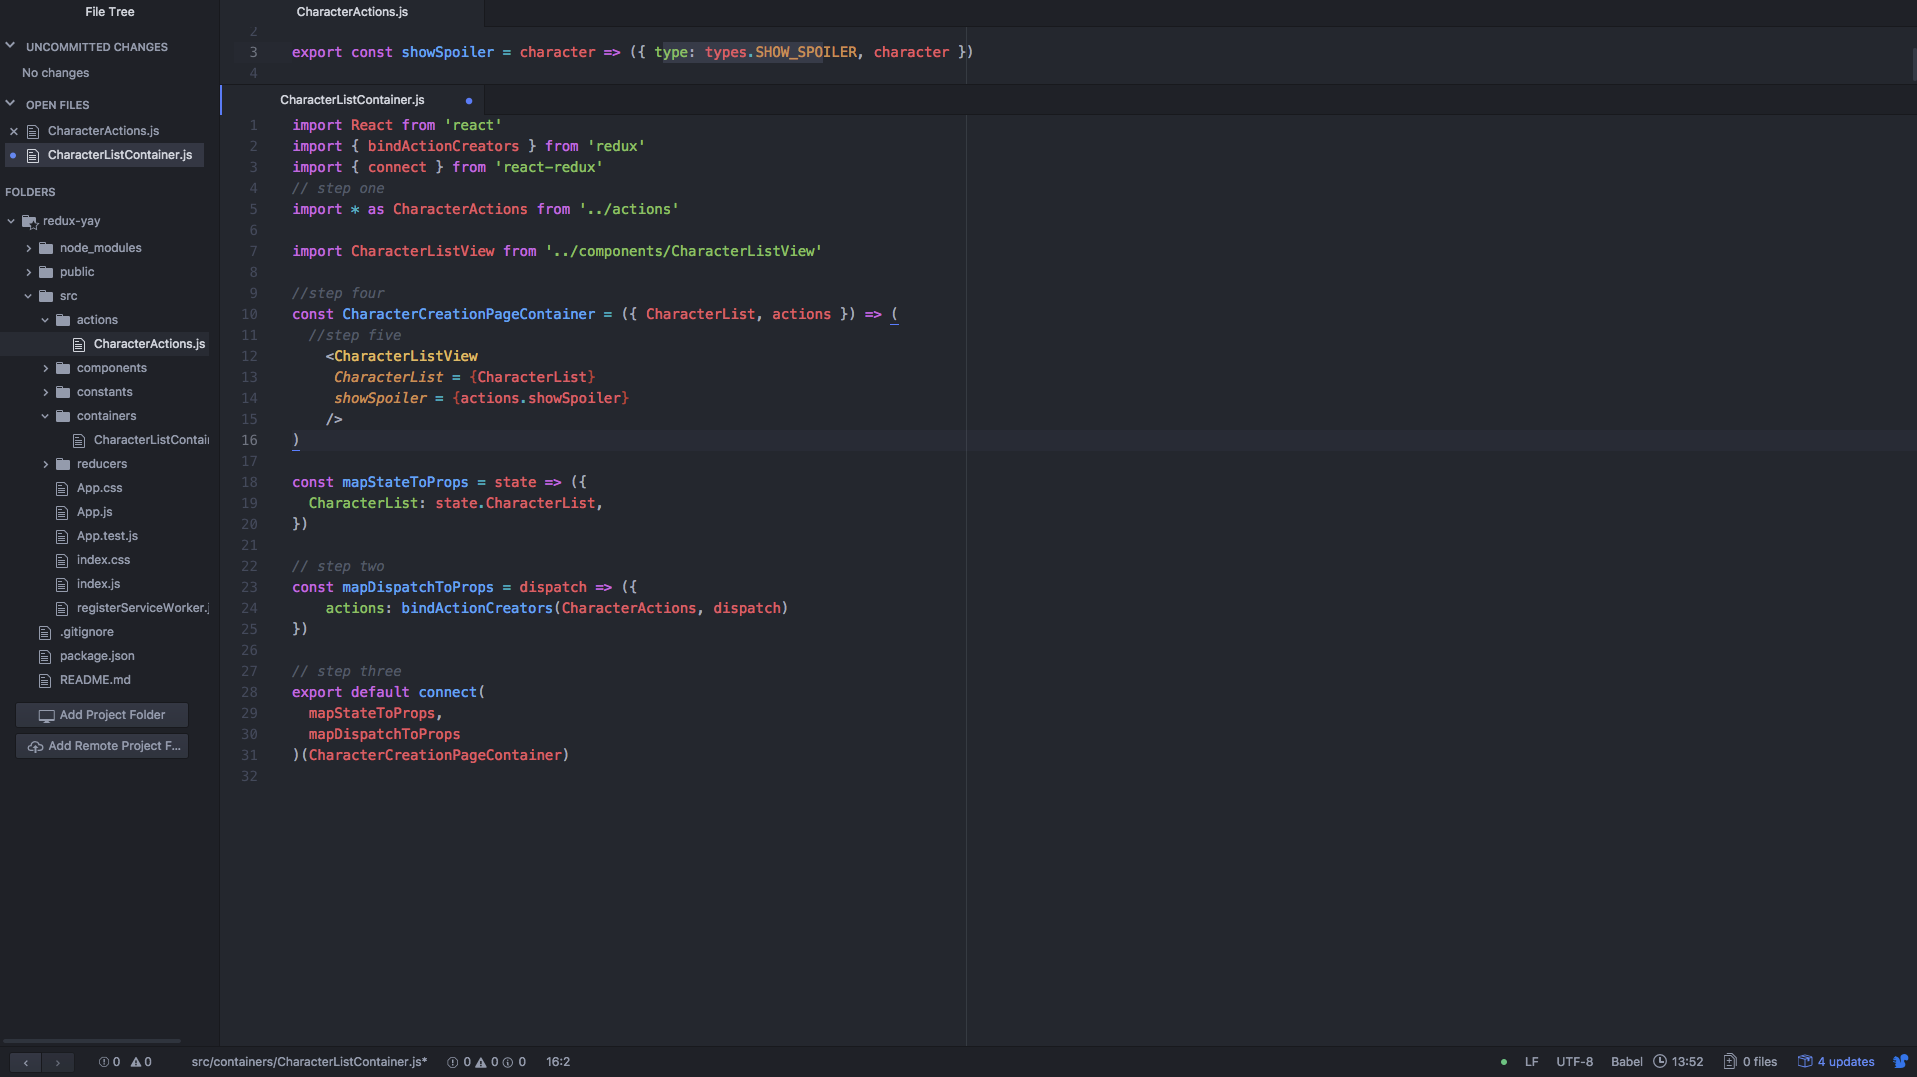 File Tree
UNCOMMITTED CHANGES
No changes
OPEN FILES
CharacterActions.js
CharacterListContainer.js
FOLDERS
redux-yay
node_modules
public
src
actions
CharacterActions.js
components
constants
containers
CharacterListContai
reducers
App.css
App.js
App.test.js
index.css
index.js
registerServiceWorker.j
.gitignore
package.json
README.md
Add Project Folder
Add Remote Project F...
CharacterActions.js
2
3 export const showSpoiler = character => ({ type: types.SHOW_SPOILER, character })
4
CharacterListContainer.js
1 import React from 'react'
2 import { bindActionCreators } from 'redux'
3 import { connect } from 'react-redux'
4 // step one
5 import * as CharacterActions from '../actions'
6
7 import CharacterListView from '../components/CharacterListView'
8
9 //step four
10 const CharacterCreationPageContainer = ({ CharacterList, actions }) => (
11 //step five
12 <CharacterListView
13 CharacterList = {CharacterList}
14 showSpoiler = {actions.showSpoiler}
15 />
16 )
17
18 const mapStateToProps = state => ({
19 CharacterList: state.CharacterList,
20 })
21
22 // step two
23 const mapDispatchToProps = dispatch => ({
24 actions: bindActionCreators(CharacterActions, dispatch)
25 })
26
27 // step three
28 export default connect(
29 mapStateToProps,
30 mapDispatchToProps
31 )(CharacterCreationPageContainer)
32
0 0 src/containers/CharacterListContainer.js* 0 0 0 16:2 LF UTF-8 Babel 13:52 0 files 4 updates